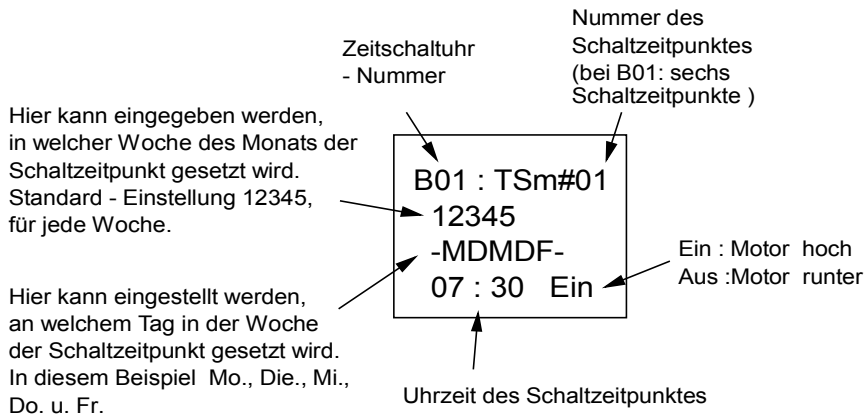 Nummer des
Schaltzeitpunktes
(bei B01: sechs
Schaltzeitpunkte )
Zeitschaltuhr
- Nummer
Hier kann eingegeben werden,
in welcher Woche des Monats der
Schaltzeitpunkt gesetzt wird.
Standard - Einstellung 12345,
für jede Woche.
B01 : TSm#01
12345
-MDMDF-
07 : 30 Ein
Ein : Motor hoch
Aus :Motor runter
Hier kann eingestellt werden,
an welchem Tag in der Woche
der Schaltzeitpunkt gesetzt wird.
In diesem Beispiel Mo., Die., Mi.,
Do. u. Fr.
Uhrzeit des Schaltzeitpunktes